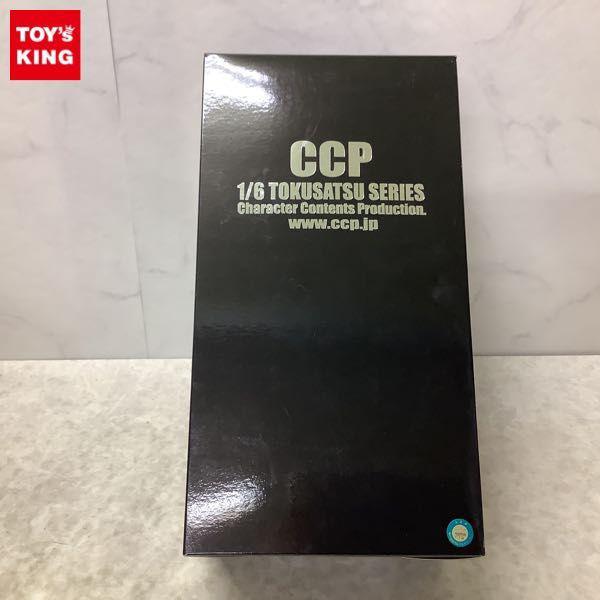 TOY's
KING
CCP
1/6 TOKUSATSU SERIES
Character Contents Production.
www.ccp.jp